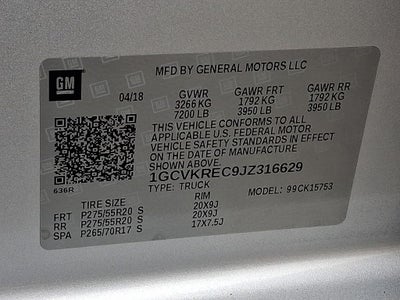 GM
MFD BY GENERAL MOTORS LLC
04/18
GVWR GAWR FRT GAWR RR
3266 KG 1792 KG 1792 KG
7200 LB 3950 LB 3950 LB
THIS VEHICLE CONFORMS TO ALL
APPLICABLE U.S. FEDERAL MOTOR
VEHICLE SAFETY STANDARDS IN EFFECT
ON THE DATE OF MANUFACTURE
SHOWN ABOVE.
1GCVKREC9JZ316629
636R
TYPE: TRUCK MODEL: 99CK15753
TIRE SIZE RIM
FRT P275/55R20 S 20X9J
RR P275/55R20 S 20X9J
SPA P265/70R17 S 17X7.5J